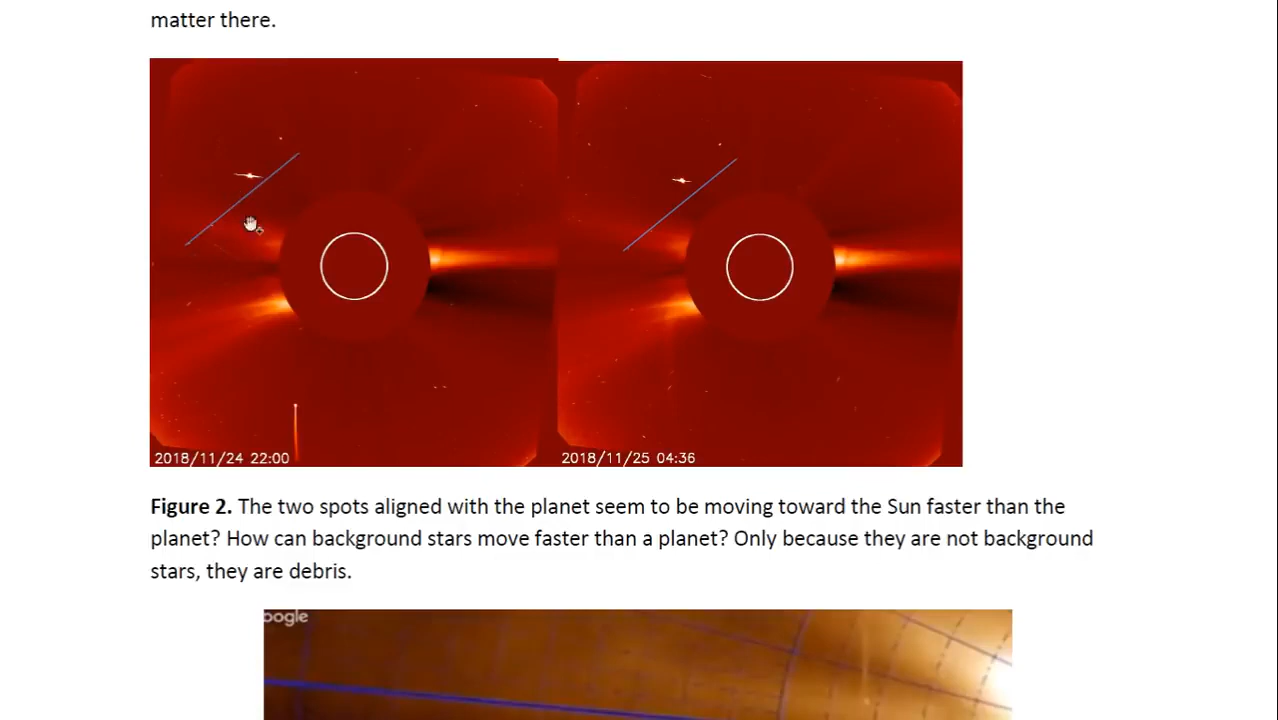 matter there.
2018/11/24 22:00
2018/11/25 04:36
Figure 2. The two spots aligned with the planet seem to be moving toward the Sun faster than the
planet? How can background stars move faster than a planet? Only because they are not background
stars, they are debris.
oogle